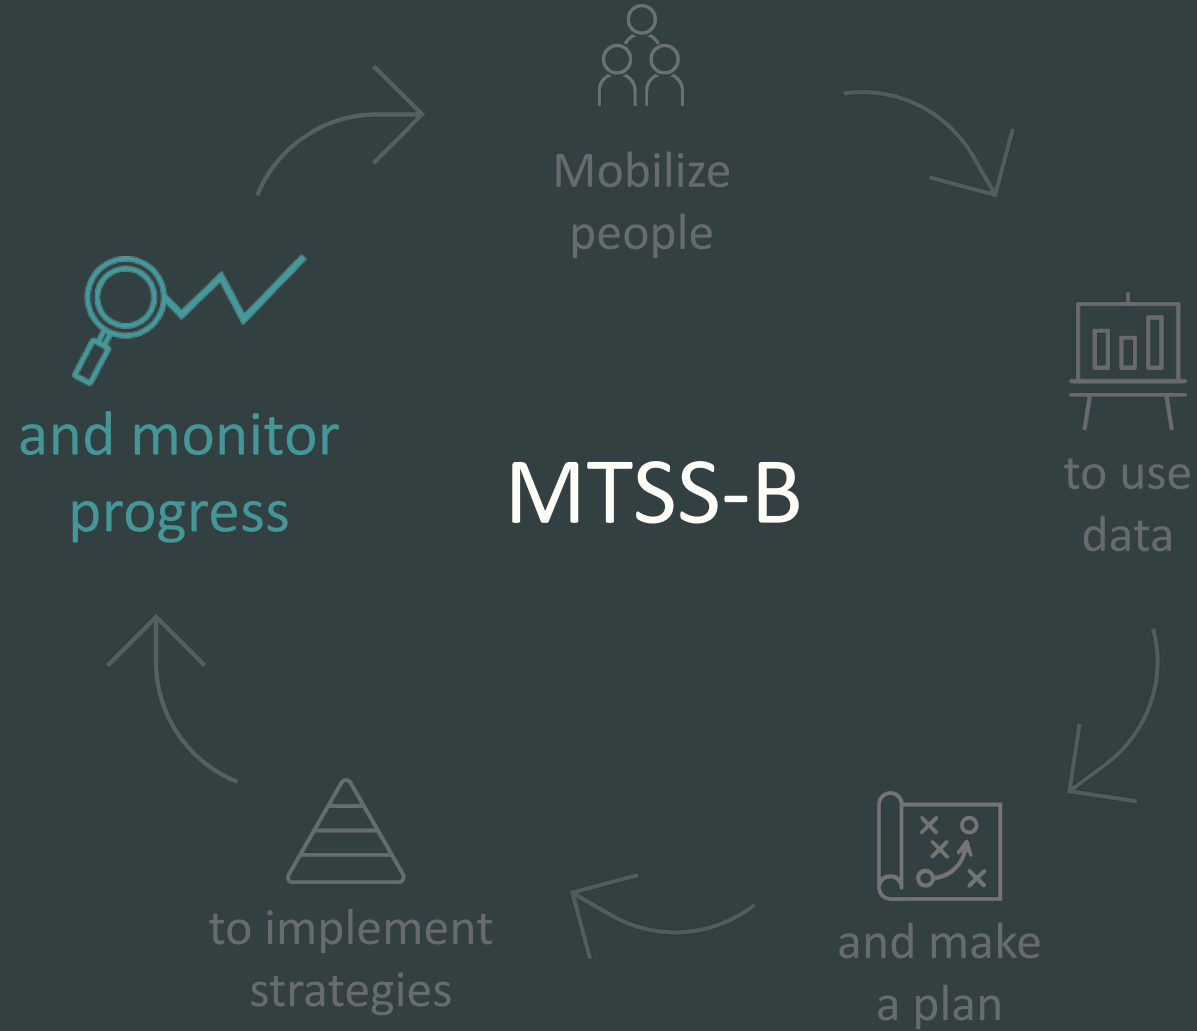 Mobilize
people
to use
data
and make
a plan
to implement
strategies
and monitor
progress
MTSS-B